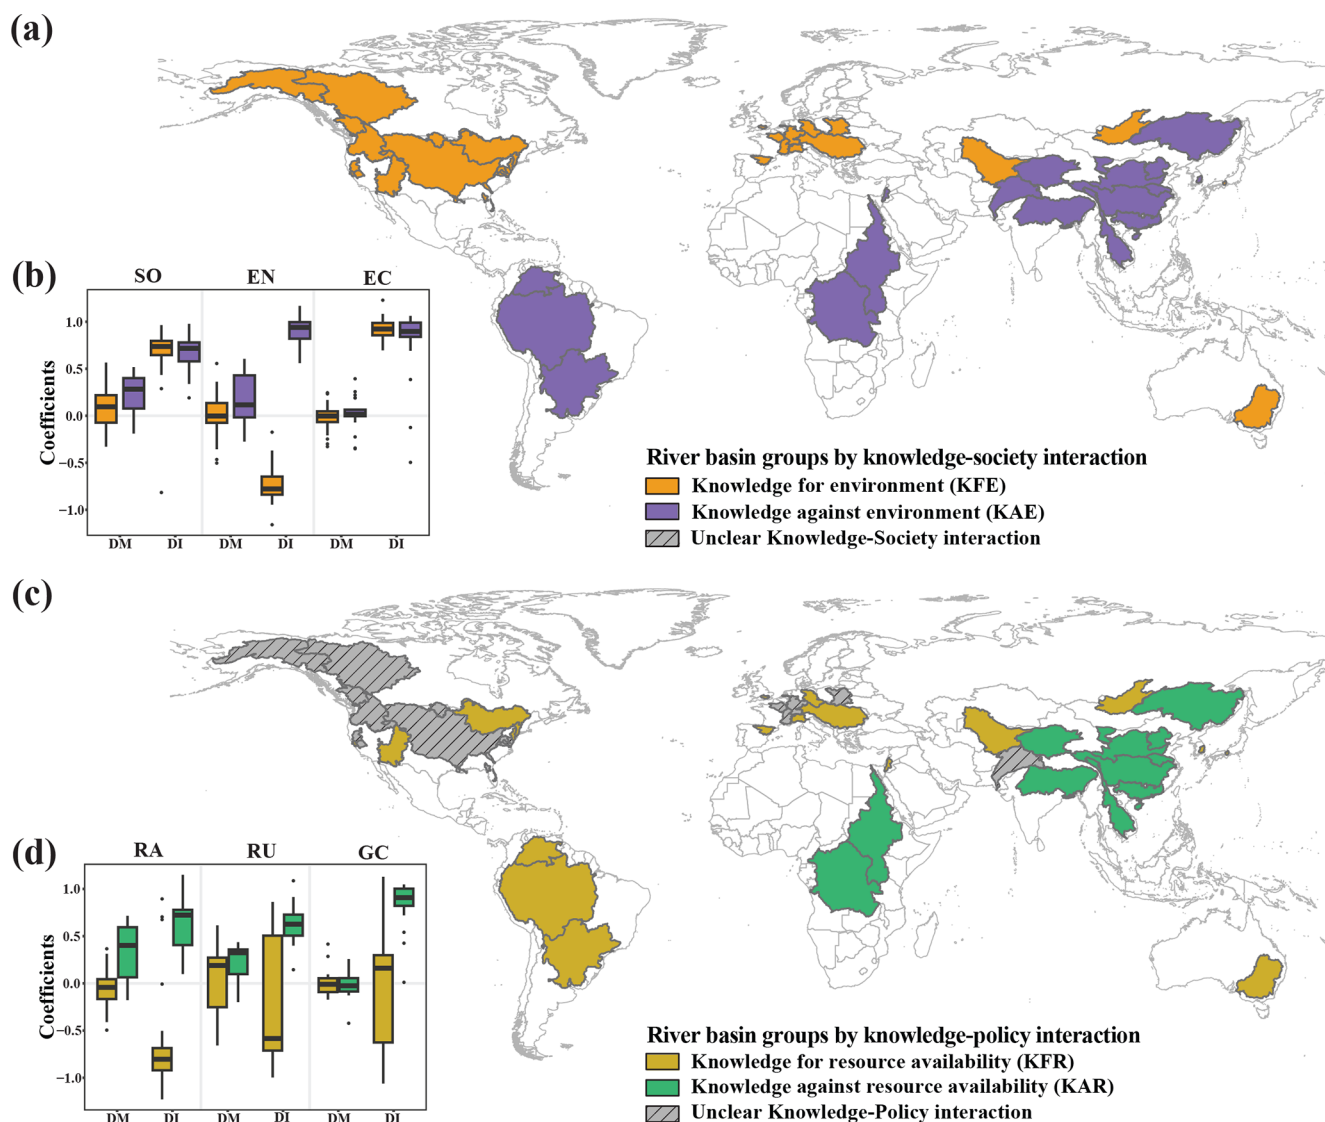 (a)
(b)
SO EN EC
1.0
0.5
0.0
−0.5
−1.0
Coefficients
DM DI DM DI DM DI
River basin groups by knowledge-society interaction
Knowledge for environment (KFE)
Knowledge against environment (KAE)
Unclear Knowledge-Society interaction
(c)
(d)
RA RU GC
1.0
0.5
0.0
−0.5
−1.0
Coefficients
DM DI DM DI DM DI
River basin groups by knowledge-policy interaction
Knowledge for resource availability (KFR)
Knowledge against resource availability (KAR)
Unclear Knowledge-Policy interaction